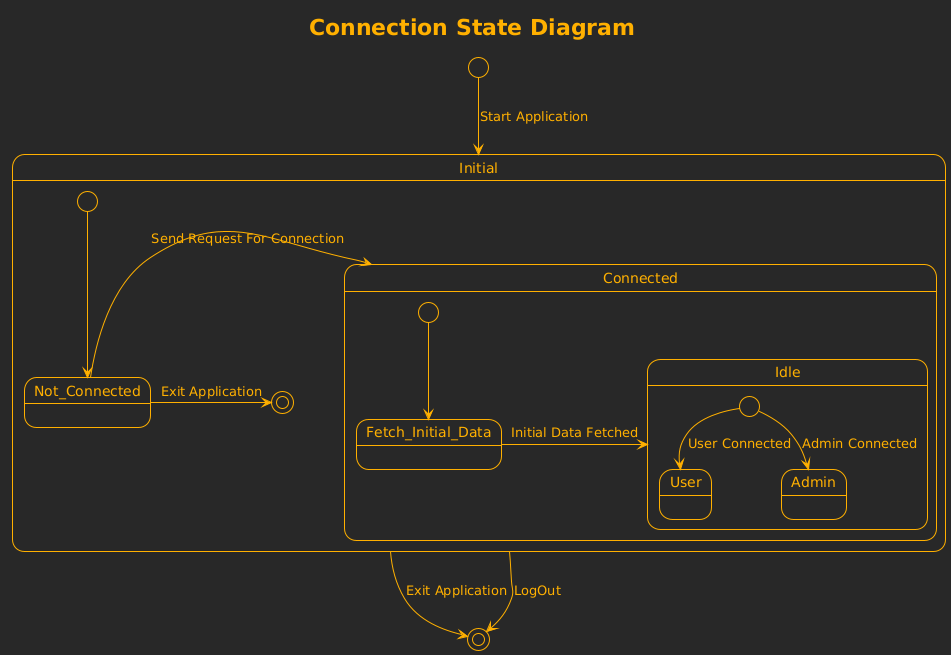 Connection State Diagram
Start Application
Initial
Send Request For Connection
Connected
Idle
Not_Connected
Exit Application
Fetch_Initial_Data
Initial Data Fetched
User Connected
Admin Connected
User
Admin
Exit Application
LogOut